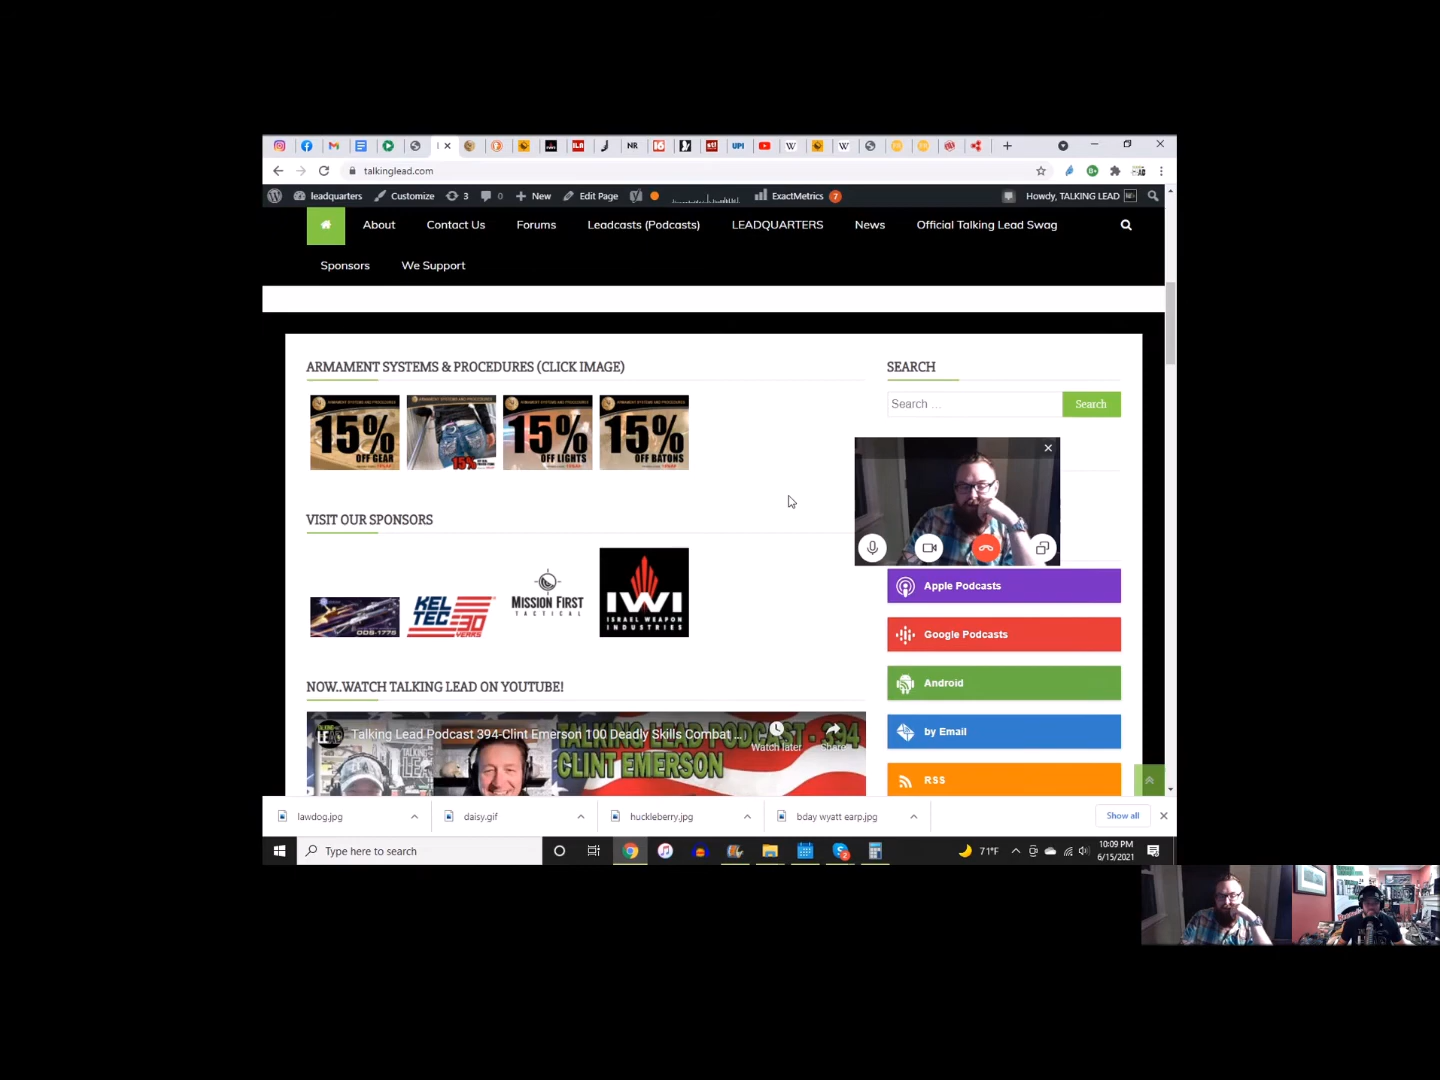 talkinglead.com
leadquarters Customize 3 0 New Edit Page ExactMetrics 7 Howdy, TALKING LEAD
About Contact Us Forums Leadcasts (Podcasts) LEADQUARTERS News Official Talking Lead Swag
Sponsors We Support
ARMAMENT SYSTEMS & PROCEDURES (CLICK IMAGE)
15% OFF GEAR
15%
15% OFF LIGHTS
15% OFF BATONS
SEARCH
Search ...
Search
VISIT OUR SPONSORS
ODS-1775
KEL TEC 30 YEARS
MISSION FIRST
TACTICAL
IWI
ISRAEL WEAPON
INDUSTRIES
Apple Podcasts
Google Podcasts
Android
by Email
RSS
NOW..WATCH TALKING LEAD ON YOUTUBE!
Talking Lead Podcast 394-Clint Emerson 100 Deadly Skills Combat ...
Watch later
Share
TALKING LEAD PODCAST - 394
CLINT EMERSON
lawdog.jpg
daisy.gif
huckleberry.jpg
bday wyatt earp.jpg
Show all
Type here to search
71°F
10:09 PM
6/15/2021